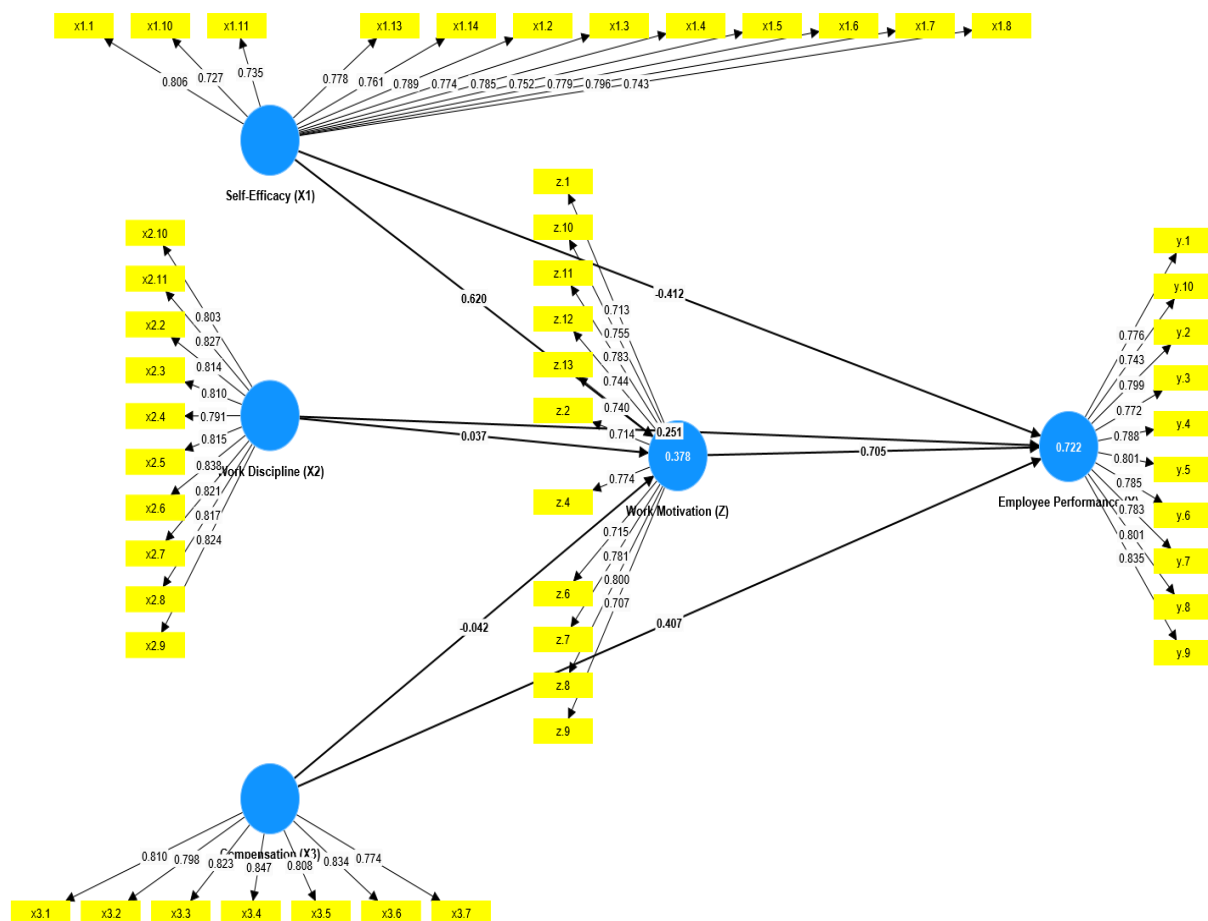 x1.1 x1.10 x1.11 x1.13 x1.14 x1.2 x1.3 x1.4 x1.5 x1.6 x1.7 x1.8
0.806 0.727 0.735 0.778 0.761 0.789 0.774 0.785 0.752 0.779 0.796 0.743
Self-Efficacy (X1)
x2.10
x2.11
x2.2
x2.3
x2.4
x2.5
x2.6
x2.7
x2.8
x2.9
0.803
0.827
0.814
0.810
0.791
0.815
0.838
0.821
0.817
0.824
Work Discipline (X2)
0.620
-0.412
0.251
0.037
0.705
-0.042
0.407
z.1
z.10
z.11
z.12
z.13
z.2
z.4
z.6
z.7
z.8
z.9
0.713
0.755
0.783
0.744
0.740
0.714
0.774
0.715
0.781
0.800
0.707
0.378
Work Motivation (Z)
0.722
Employee Performance (Y)
0.776
0.743
0.799
0.772
0.788
0.801
0.785
0.783
0.801
0.835
y.1
y.10
y.2
y.3
y.4
y.5
y.6
y.7
y.8
y.9
Compensation (X3)
0.810 0.798 0.823 0.847 0.808 0.834 0.774
x3.1 x3.2 x3.3 x3.4 x3.5 x3.6 x3.7